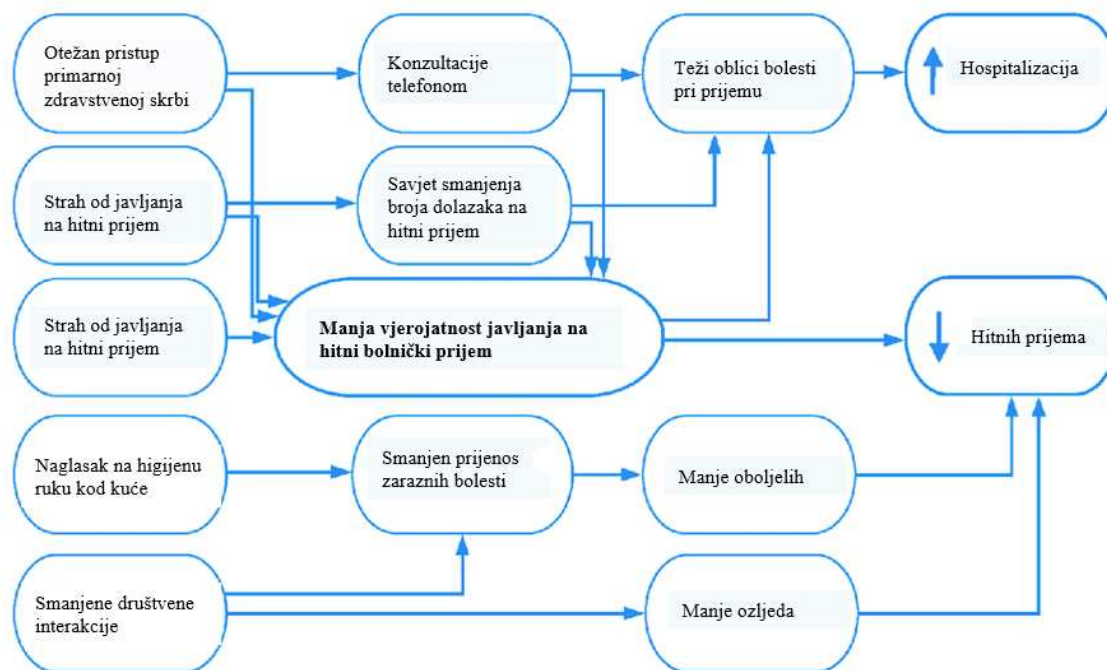 Otežan pristup
primarnoj
zdravstvenoj skrbi
Konzultacije
telefonom
Teži oblici bolesti
pri prijemu
Hospitalizacija
Strah od javljanja
na hitni prijem
Savjet smanjenja
broja dolazaka na
hitni prijem
Strah od javljanja
na hitni prijem
Manja vjerojatnost javljanja na
hitni bolnički prijem
Hitnih prijema
Naglasak na higijenu
ruku kod kuće
Smanjen prijenos
zaraznih bolesti
Manje oboljelih
Smanjene društvene
interakcije
Manje ozljeda